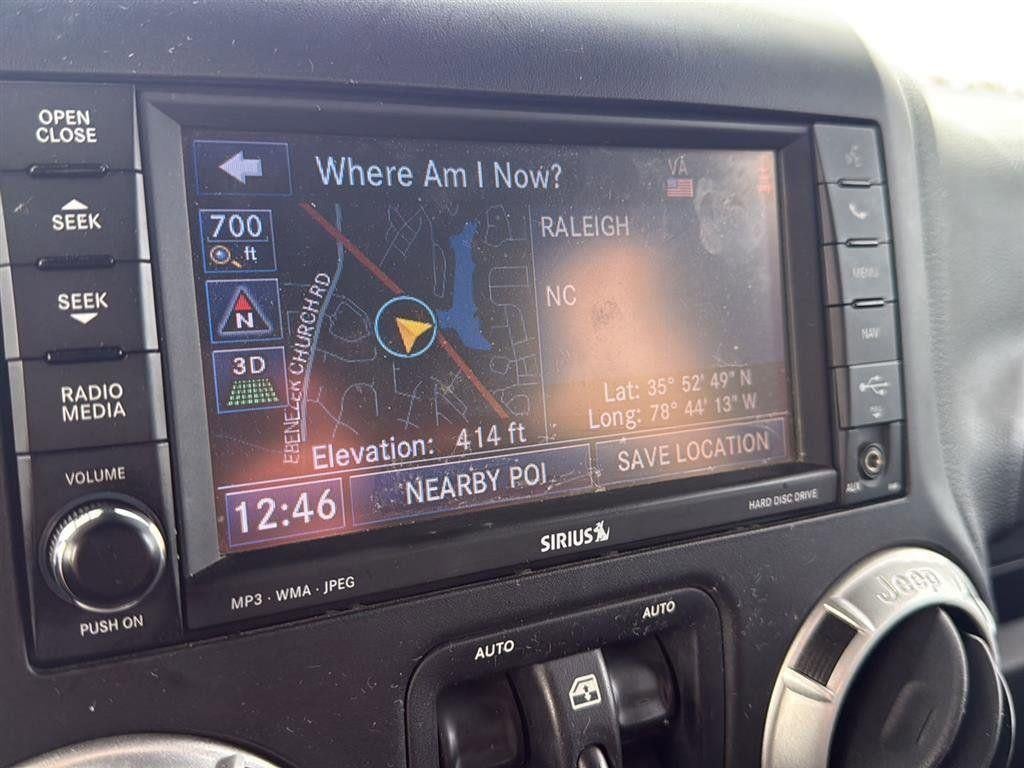 OPEN
CLOSE
SEEK
SEEK
RADIO
MEDIA
VOLUME
PUSH ON
Where Am I Now?
VA
700
ft
N
3D
EBENEZER CHURCH RD
RALEIGH
NC
Lat: 35° 52' 49" N
Long: 78° 44' 13" W
Elevation: 414 ft
12:46
NEARBY POI
SAVE LOCATION
MENU
NAV
AUX
HARD DISC DRIVE
SIRIUS
MP3 · WMA · JPEG
AUTO
AUTO
Jeep